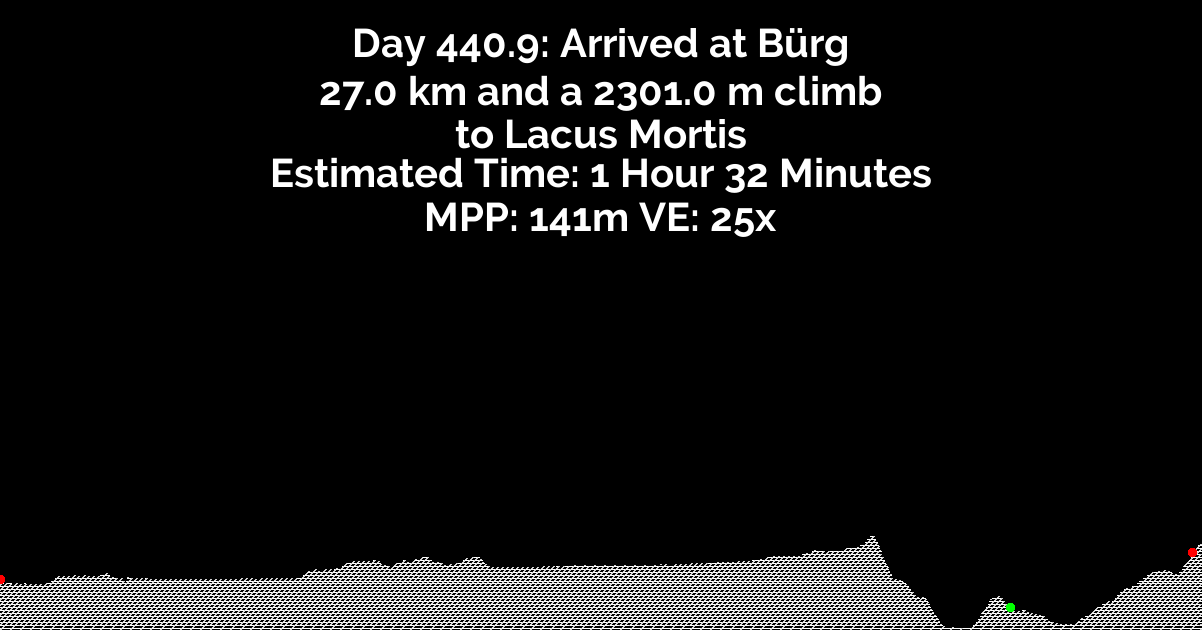 Day 440.9: Arrived at Bürg
27.0 km and a 2301.0 m climb
to Lacus Mortis
Estimated Time: 1 Hour 32 Minutes
MPP: 141m VE: 25x